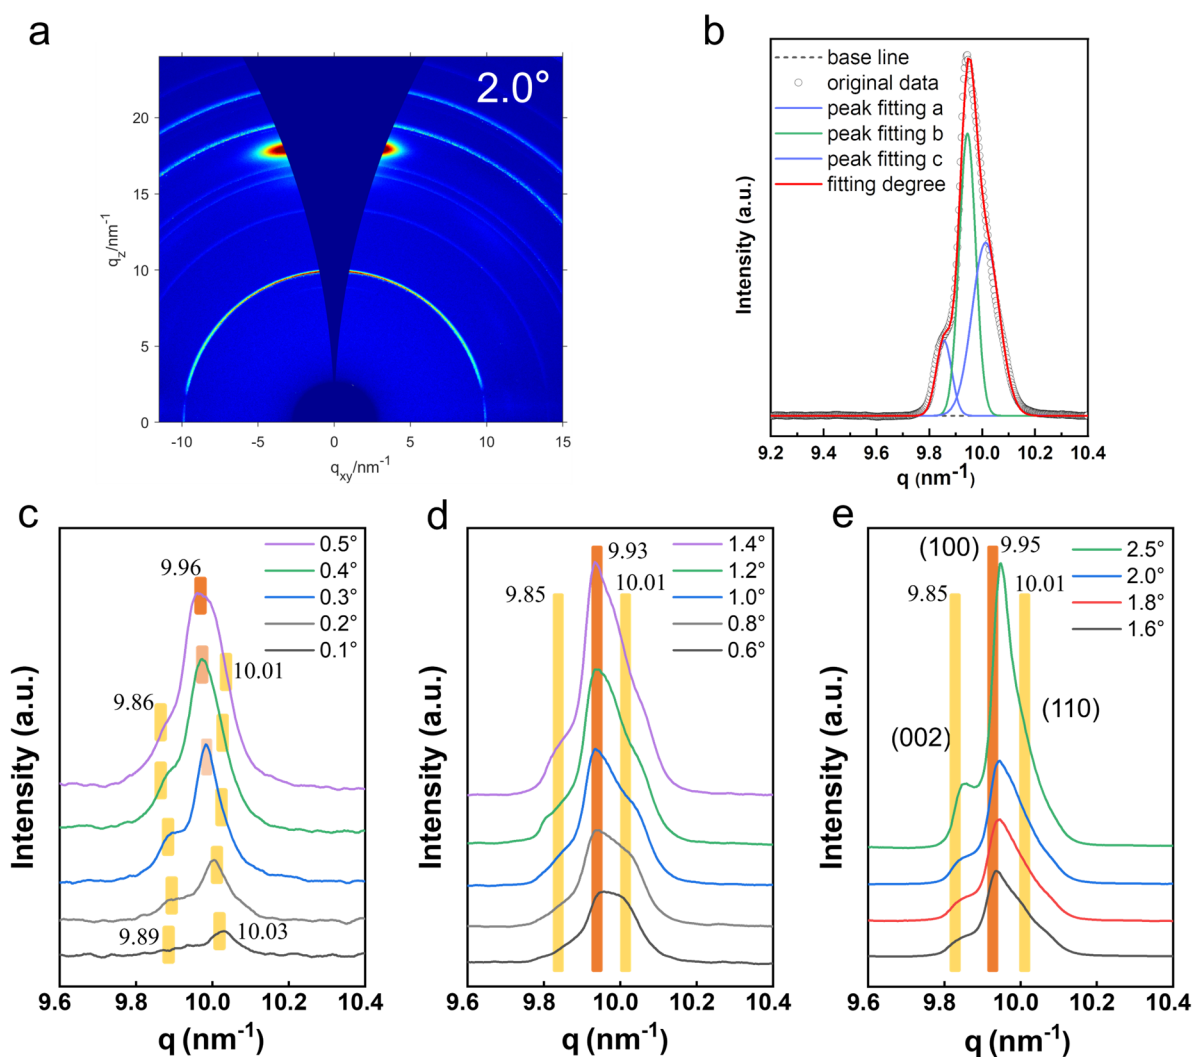 a
2.0°
20
15
10
5
0
q_z/nm⁻¹
-10
-5
0
5
10
15
q_xy/nm⁻¹
b
base line
original data
peak fitting a
peak fitting b
peak fitting c
fitting degree
Intensity (a.u.)
9.2 9.4 9.6 9.8 10.0 10.2 10.4
q (nm⁻¹)
c
0.5°
0.4°
0.3°
0.2°
0.1°
9.96
10.01
9.86
9.89
10.03
Intensity (a.u.)
9.6 9.8 10.0 10.2 10.4
q (nm⁻¹)
d
1.4°
1.2°
1.0°
0.8°
0.6°
9.93
9.85
10.01
Intensity (a.u.)
9.6 9.8 10.0 10.2 10.4
q (nm⁻¹)
e
2.5°
2.0°
1.8°
1.6°
(100)
9.95
9.85
10.01
(002)
(110)
Intensity (a.u.)
9.6 9.8 10.0 10.2 10.4
q (nm⁻¹)